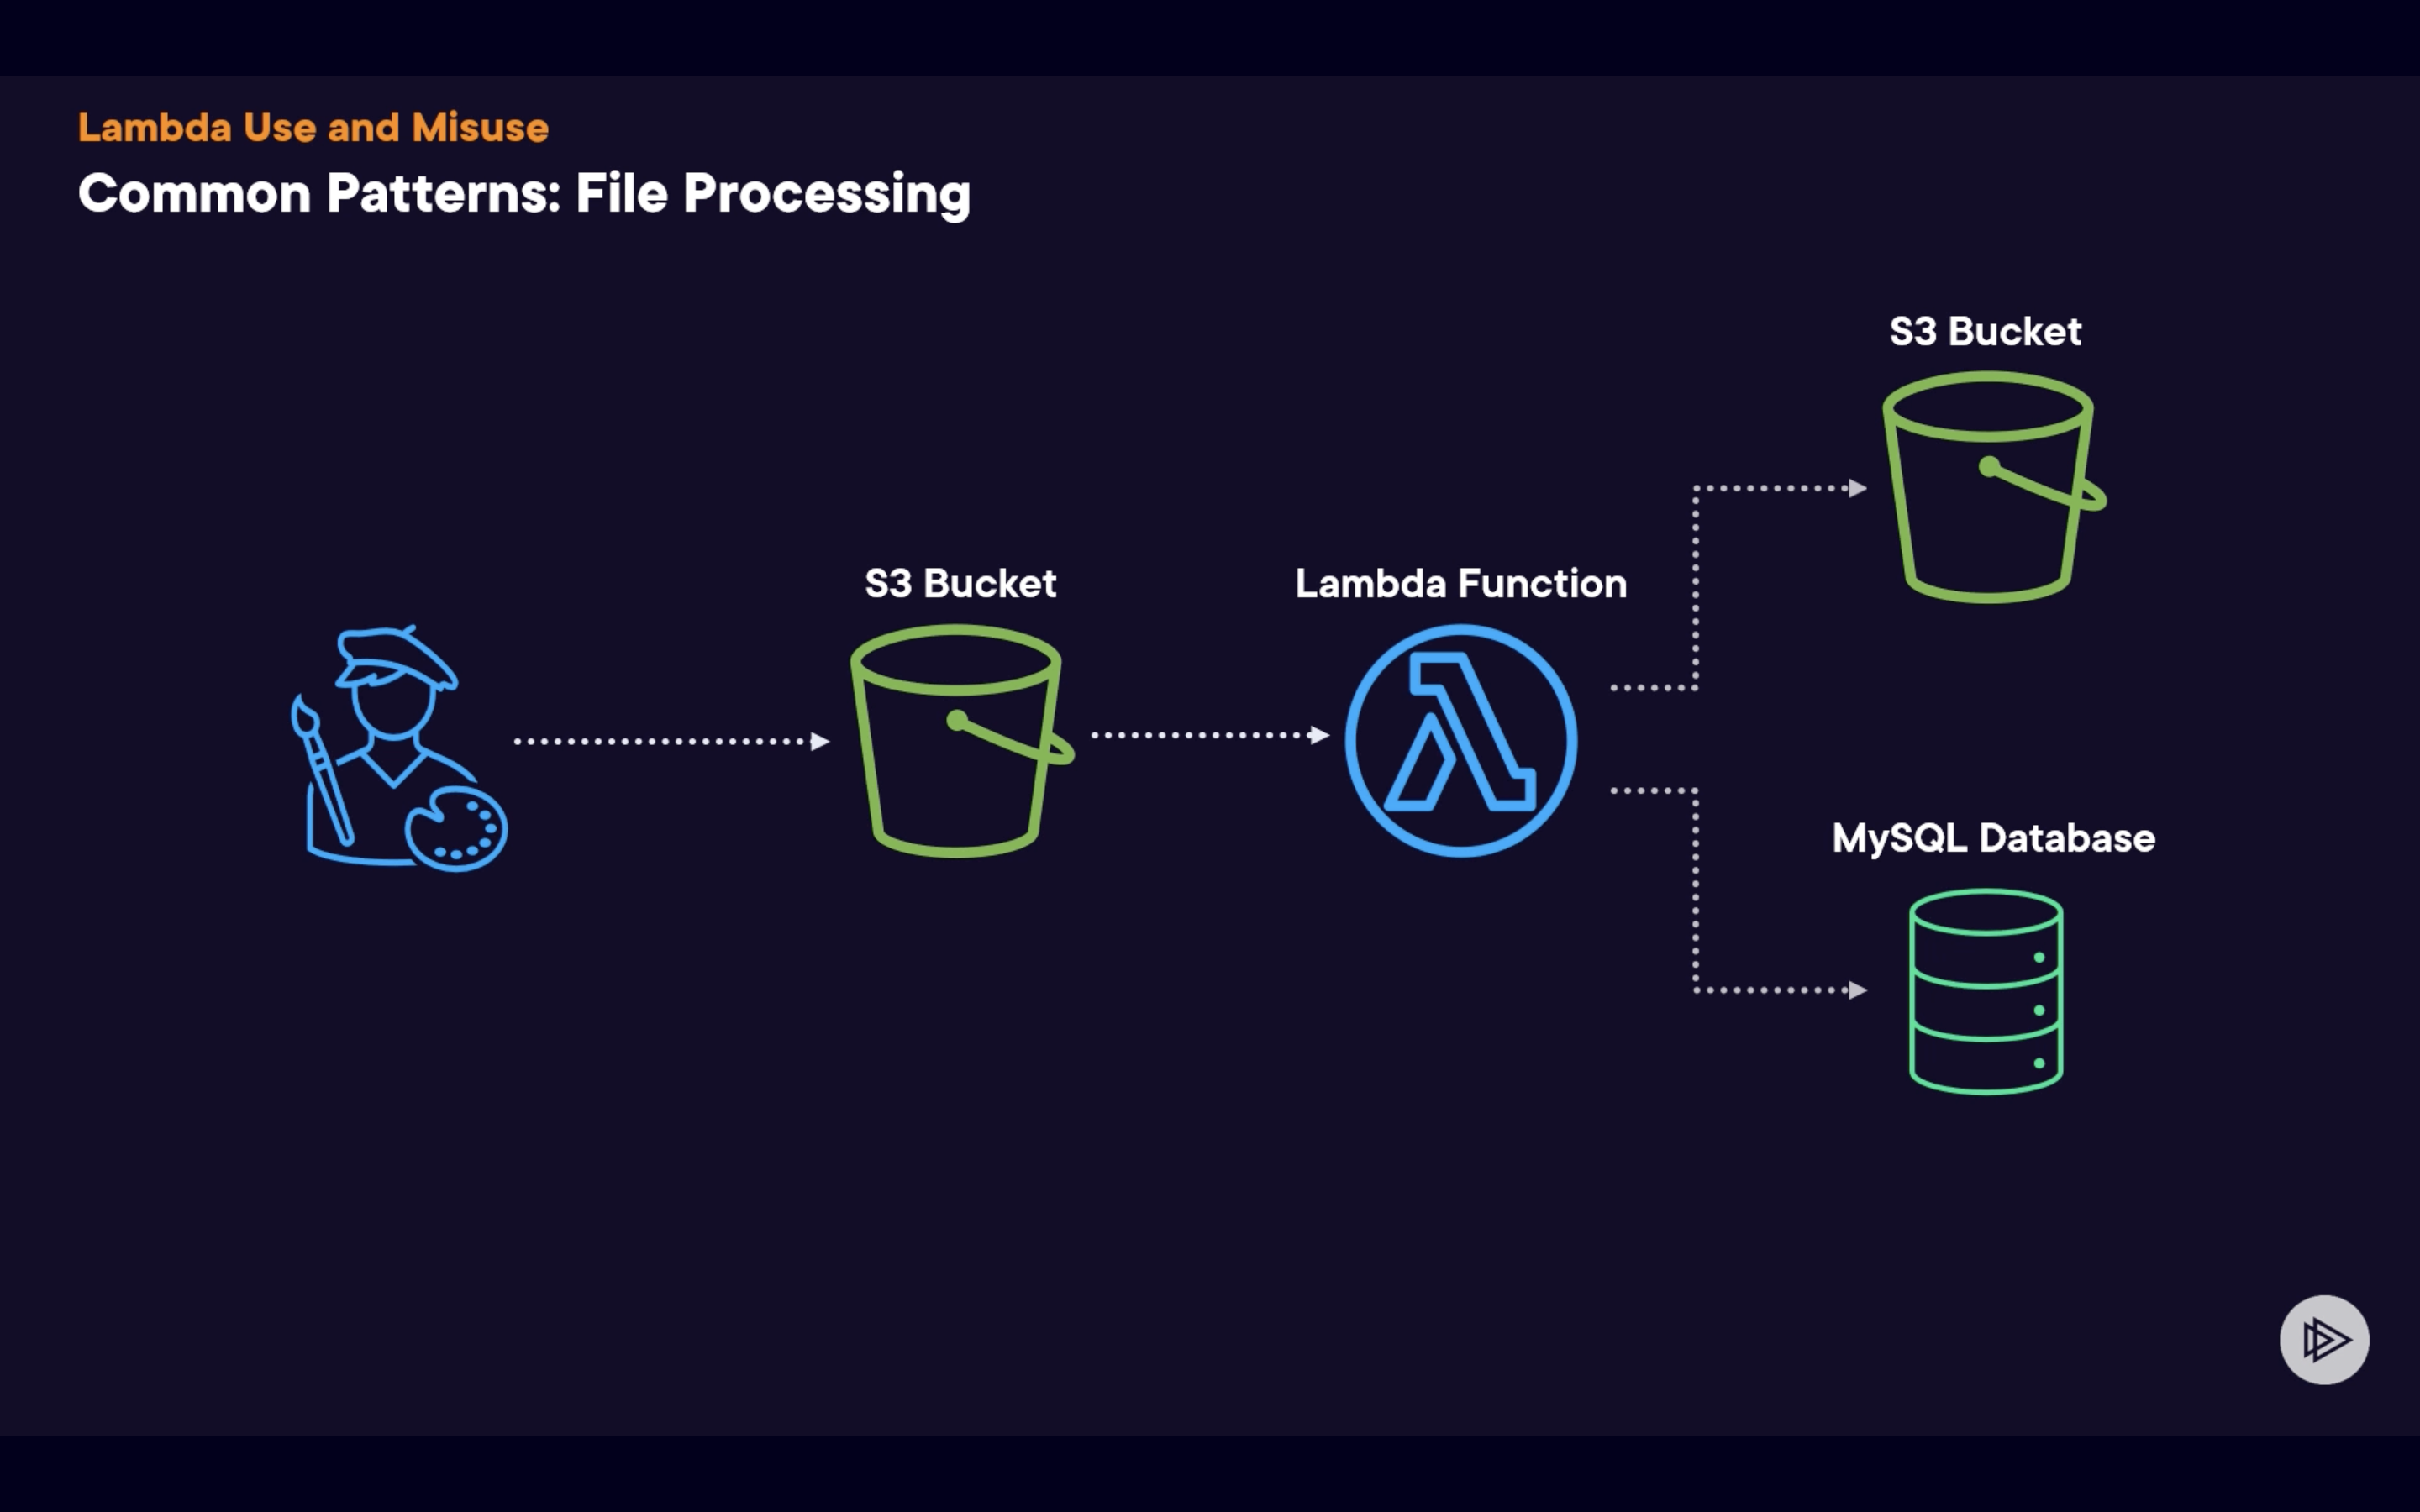 Lambda Use and Misuse
Common Patterns: File Processing
S3 Bucket
S3 Bucket
Lambda Function
MySQL Database